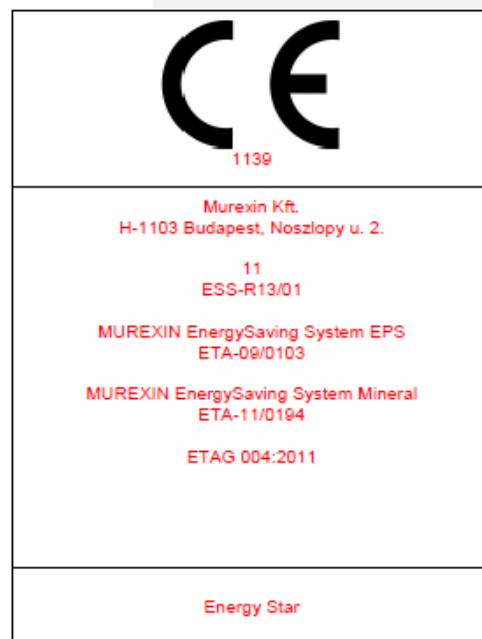 CE
1139
Murexin Kft.
H-1103 Budapest, Noszlopy u. 2.
11
ESS-R13/01
MUREXIN EnergySaving System EPS
ETA-09/0103
MUREXIN EnergySaving System Mineral
ETA-11/0194
ETAG 004:2011
Energy Star